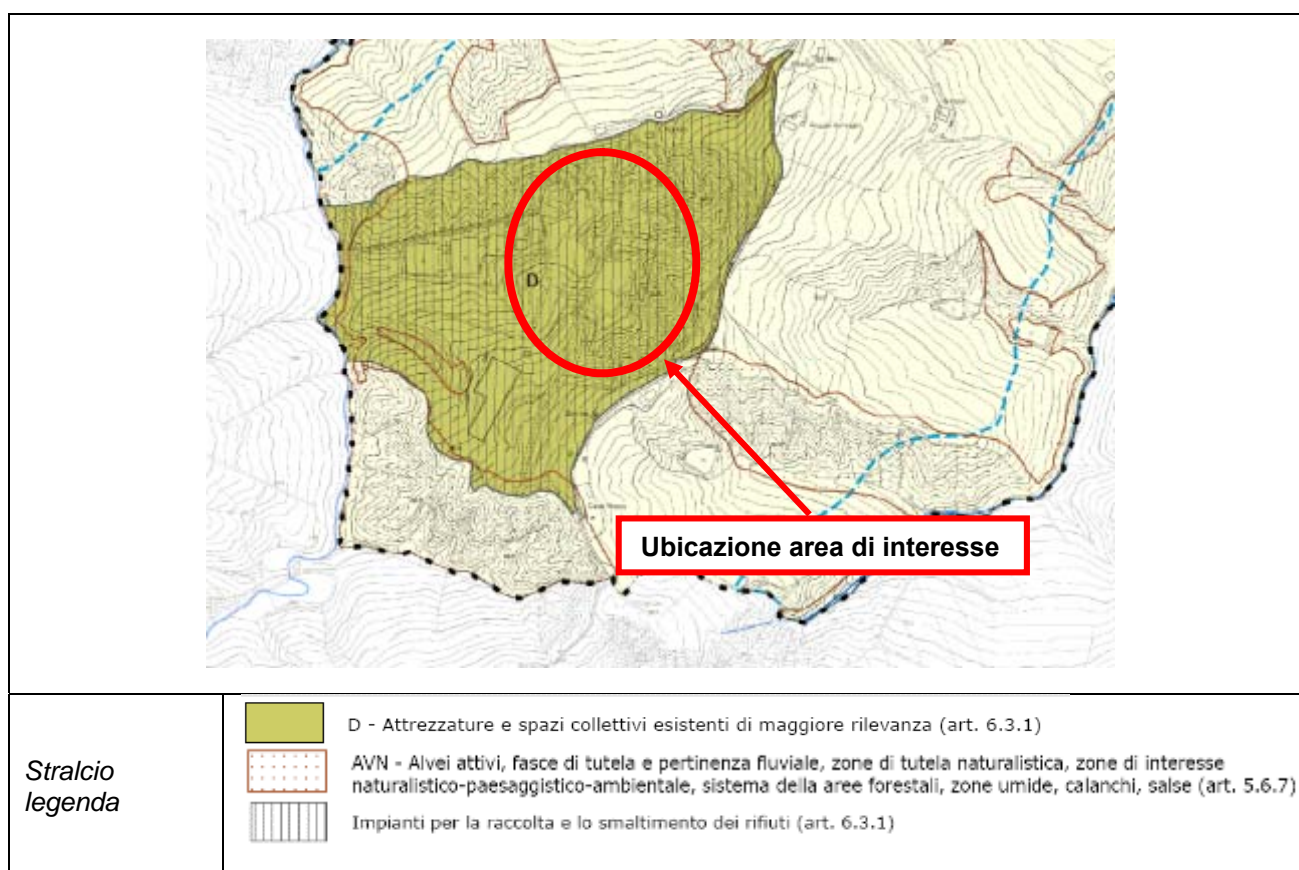 D
Ubicazione area di interesse
Stralcio
legenda
D - Attrezzature e spazi collettivi esistenti di maggiore rilevanza (art. 6.3.1)
AVN - Alvei attivi, fasce di tutela e pertinenza fluviale, zone di tutela naturalistica, zone di interesse
naturalistico-paesaggistico-ambientale, sistema della aree forestali, zone umide, calanchi, salse (art. 5.6.7)
Impianti per la raccolta e lo smaltimento dei rifiuti (art. 6.3.1)